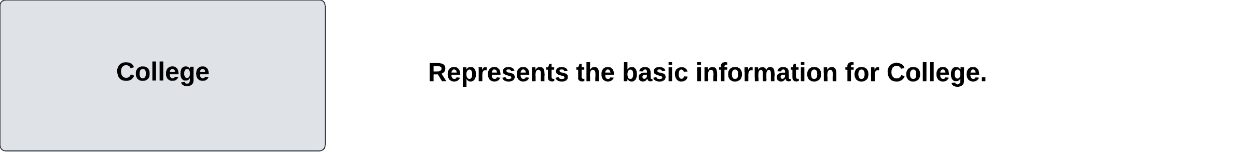 College
Represents the basic information for College.